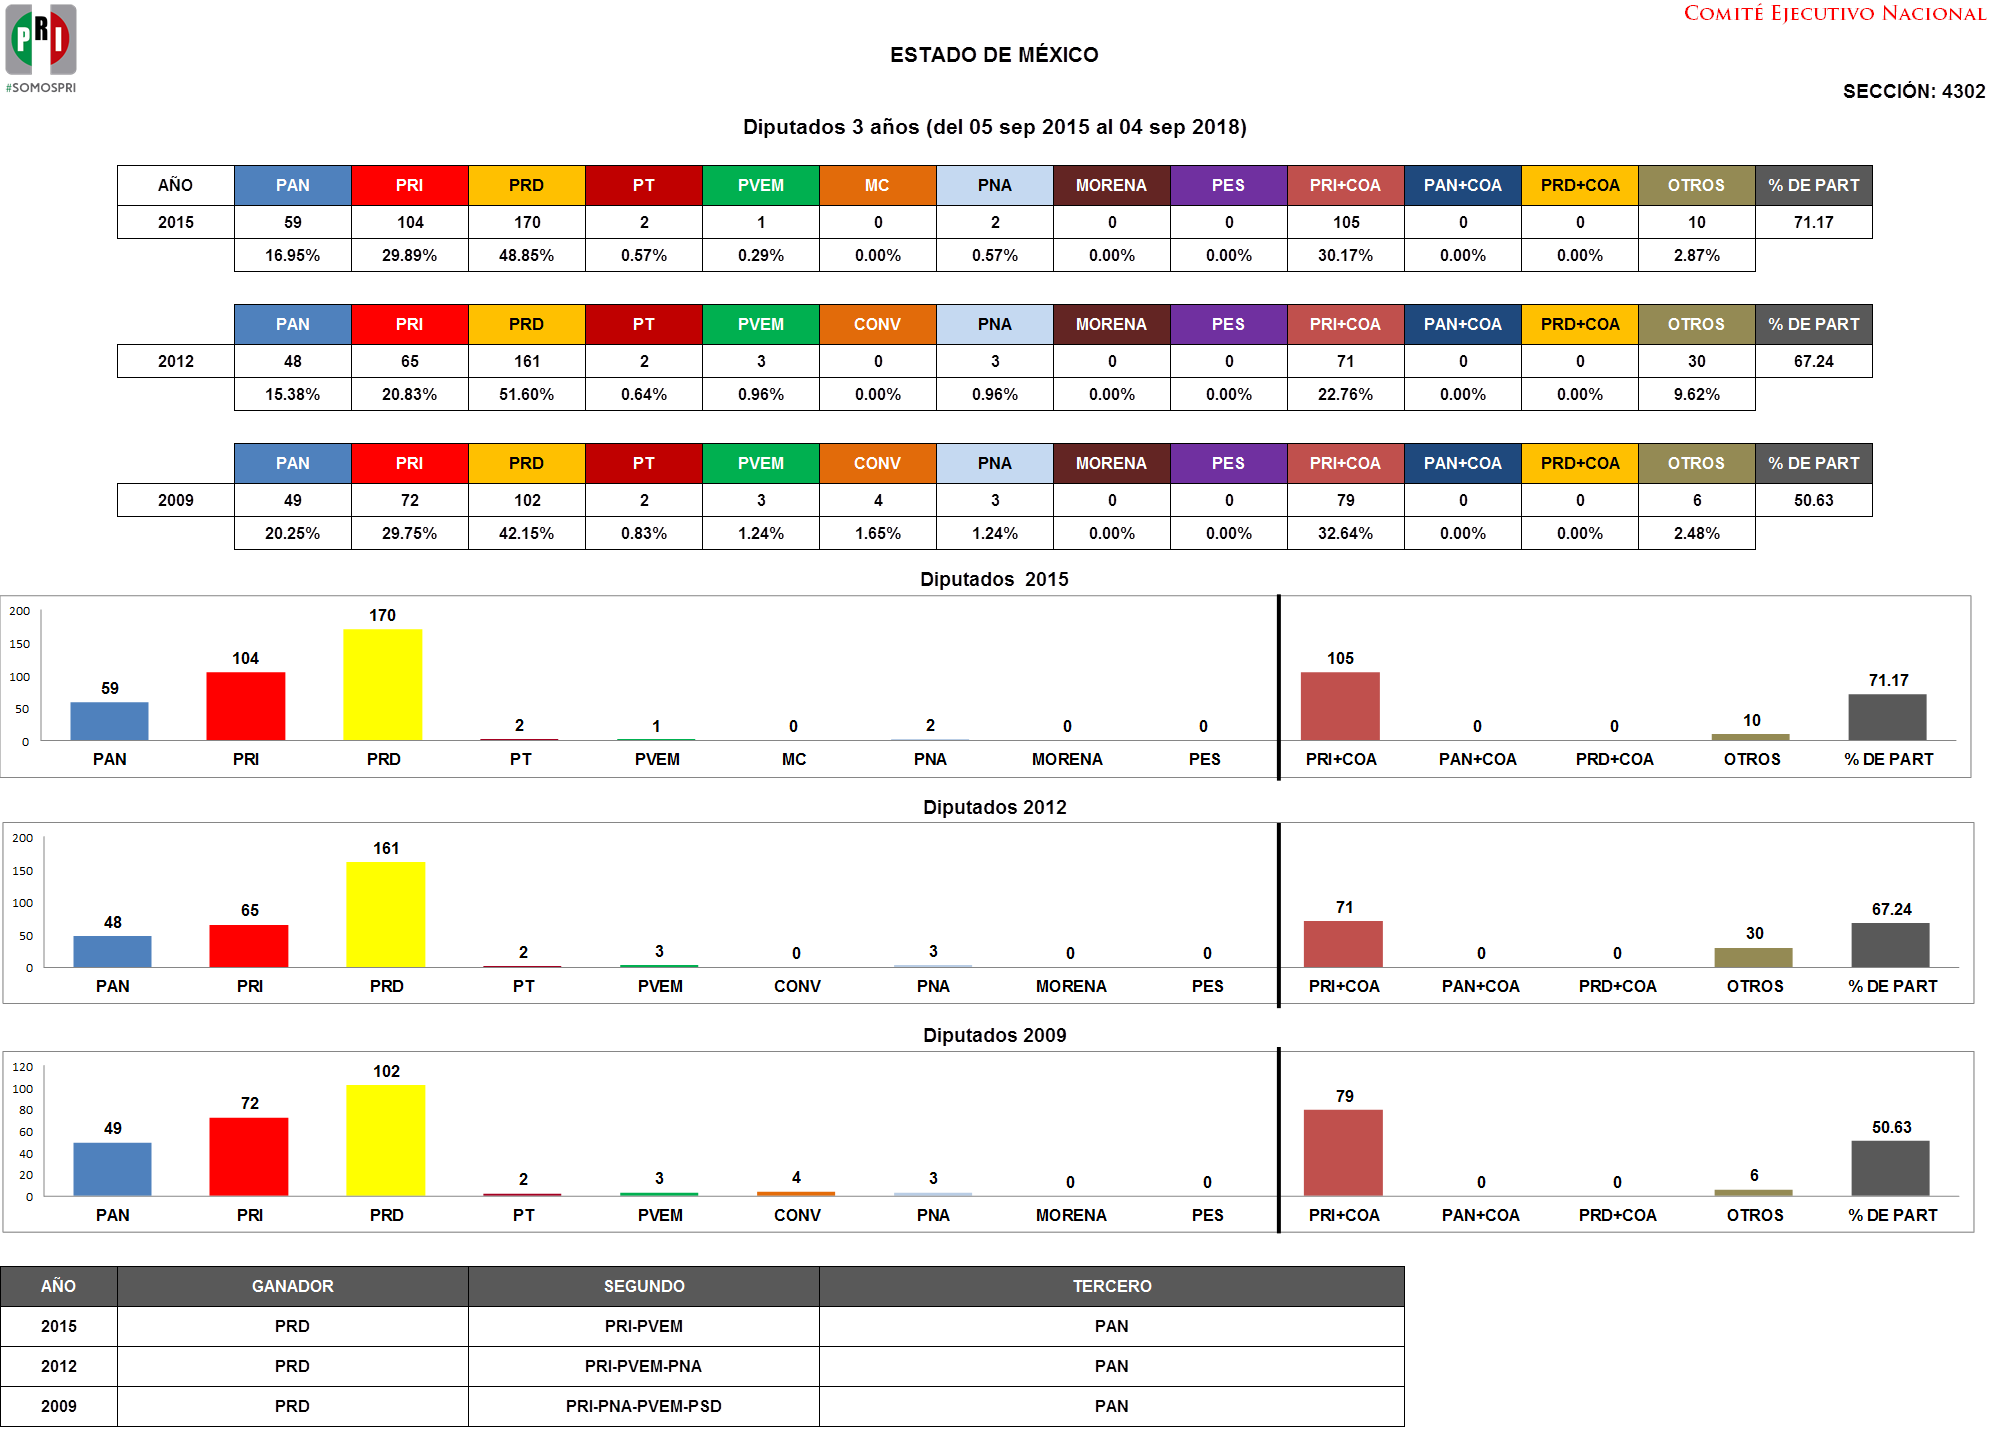 PRI
#SOMOSPRI
COMITÉ EJECUTIVO NACIONAL
ESTADO DE MÉXICO
SECCIÓN: 4302
Diputados 3 años (del 05 sep 2015 al 04 sep 2018)
AÑO PAN PRI PRD PT PVEM MC PNA MORENA PES PRI+COA PAN+COA PRD+COA OTROS % DE PART
2015 59 104 170 2 1 0 2 0 0 105 0 0 10 71.17
16.95% 29.89% 48.85% 0.57% 0.29% 0.00% 0.57% 0.00% 0.00% 30.17% 0.00% 0.00% 2.87%
PAN PRI PRD PT PVEM CONV PNA MORENA PES PRI+COA PAN+COA PRD+COA OTROS % DE PART
2012 48 65 161 2 3 0 3 0 0 71 0 0 30 67.24
15.38% 20.83% 51.60% 0.64% 0.96% 0.00% 0.96% 0.00% 0.00% 22.76% 0.00% 0.00% 9.62%
PAN PRI PRD PT PVEM CONV PNA MORENA PES PRI+COA PAN+COA PRD+COA OTROS % DE PART
2009 49 72 102 2 3 4 3 0 0 79 0 0 6 50.63
20.25% 29.75% 42.15% 0.83% 1.24% 1.65% 1.24% 0.00% 0.00% 32.64% 0.00% 0.00% 2.48%
Diputados 2015
200
150
100
50
0
59 104 170 2 1 0 2 0 0 105 0 0 10 71.17
PAN PRI PRD PT PVEM MC PNA MORENA PES PRI+COA PAN+COA PRD+COA OTROS % DE PART
Diputados 2012
200
150
100
50
0
48 65 161 2 3 0 3 0 0 71 0 0 30 67.24
PAN PRI PRD PT PVEM CONV PNA MORENA PES PRI+COA PAN+COA PRD+COA OTROS % DE PART
Diputados 2009
120
100
80
60
40
20
0
49 72 102 2 3 4 3 0 0 79 0 0 6 50.63
PAN PRI PRD PT PVEM CONV PNA MORENA PES PRI+COA PAN+COA PRD+COA OTROS % DE PART
AÑO GANADOR SEGUNDO TERCERO
2015 PRD PRI-PVEM PAN
2012 PRD PRI-PVEM-PNA PAN
2009 PRD PRI-PNA-PVEM-PSD PAN